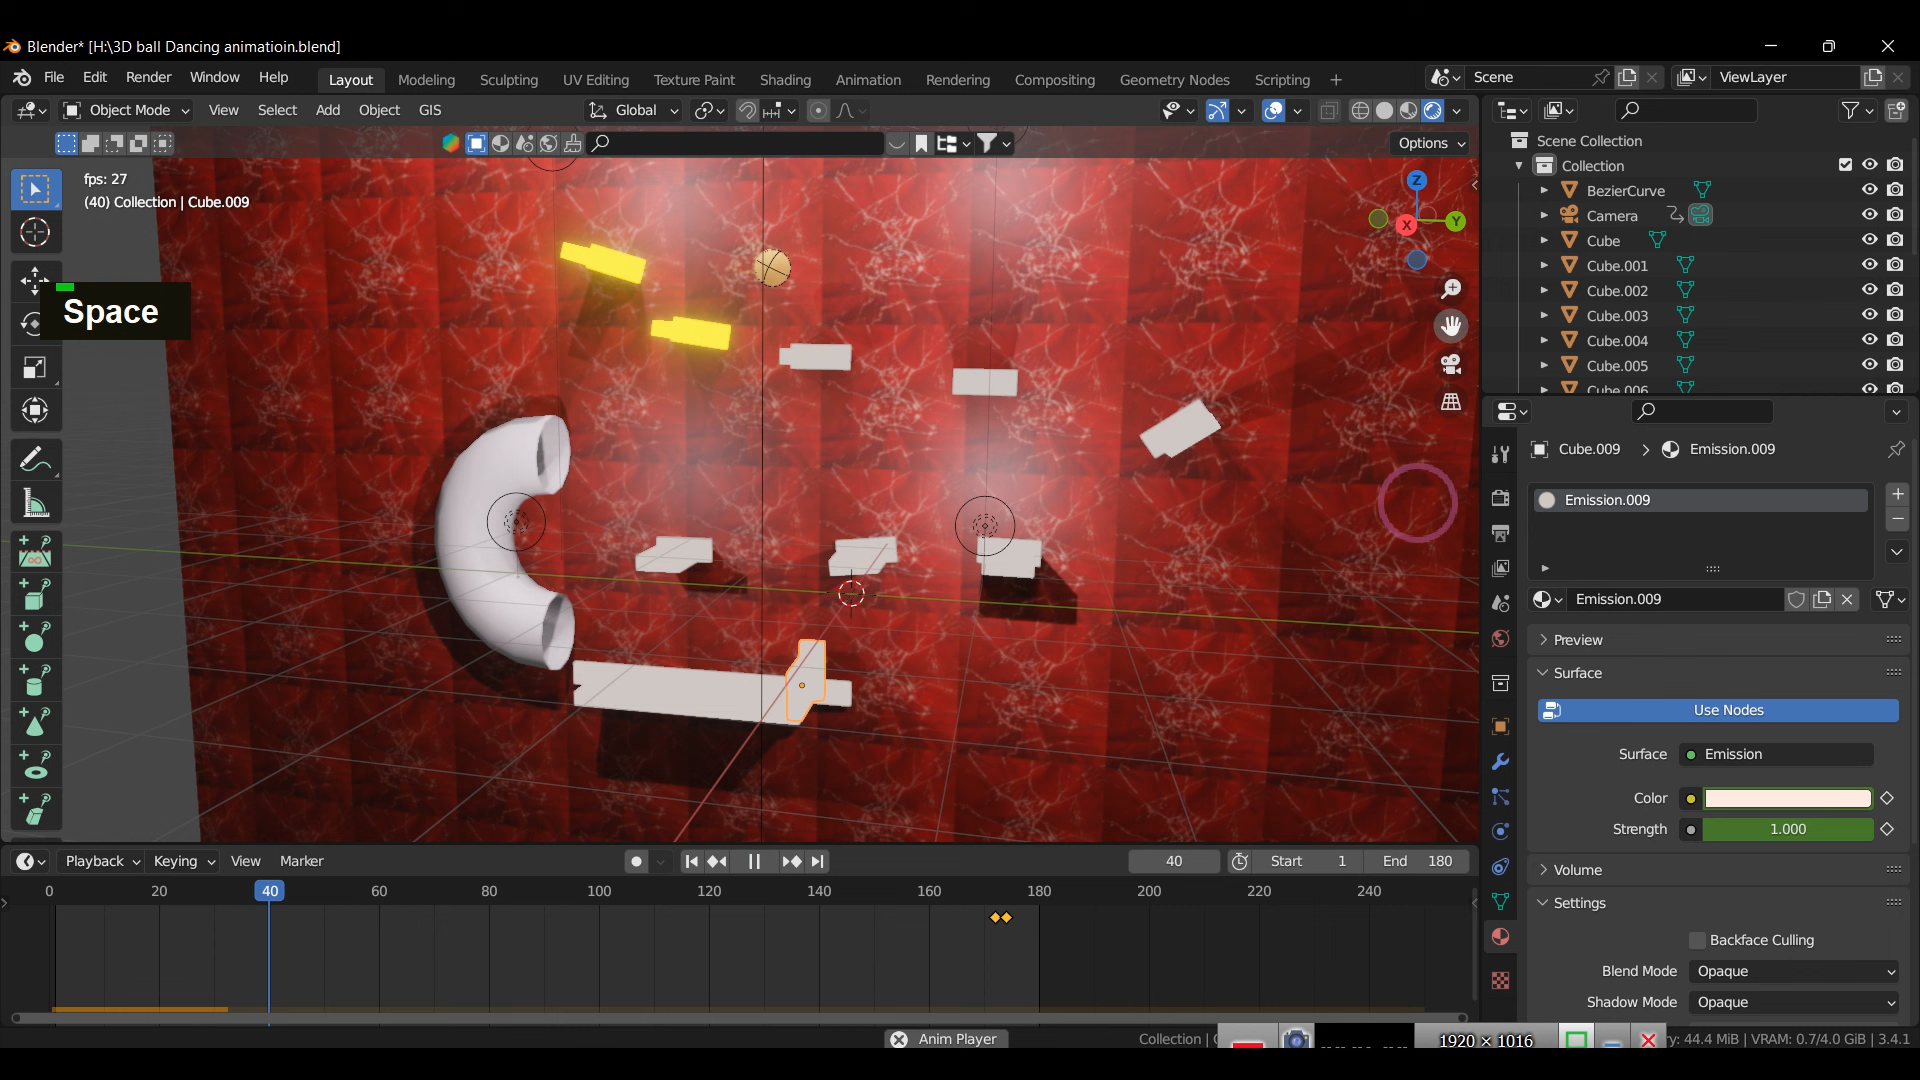 Blender* [H:\3D ball Dancing animatioin.blend]
File Edit Render Window Help Layout Modeling Sculpting UV Editing Texture Paint Shading Animation Rendering Compositing Geometry Nodes Scripting + Scene ViewLayer
Object Mode View Select Add Object GIS Global
Options
fps: 27
(40) Collection | Cube.009
Space
Z
Y
X
Scene Collection
Collection
BezierCurve
Camera
Cube
Cube.001
Cube.002
Cube.003
Cube.004
Cube.005
Cube.006
Cube.009 > Emission.009
Emission.009
Emission.009
Preview
Surface
Use Nodes
Surface Emission
Color
Strength 1.000
Volume
Settings
Backface Culling
Blend Mode Opaque
Shadow Mode Opaque
Playback Keying View Marker 40 Start 1 End 180
0 20 40 60 80 100 120 140 160 180 200 220 240
Anim Player Collection | 1920 × 1016 44.4 MiB | VRAM: 0.7/4.0 GiB | 3.4.1